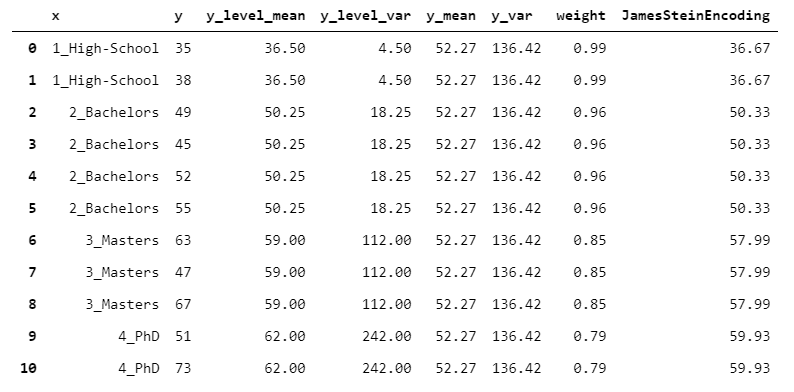 x y y_level_mean y_level_var y_mean y_var weight JamesSteinEncoding
0 1_High-School 35 36.50 4.50 52.27 136.42 0.99 36.67
1 1_High-School 38 36.50 4.50 52.27 136.42 0.99 36.67
2 2_Bachelors 49 50.25 18.25 52.27 136.42 0.96 50.33
3 2_Bachelors 45 50.25 18.25 52.27 136.42 0.96 50.33
4 2_Bachelors 52 50.25 18.25 52.27 136.42 0.96 50.33
5 2_Bachelors 55 50.25 18.25 52.27 136.42 0.96 50.33
6 3_Masters 63 59.00 112.00 52.27 136.42 0.85 57.99
7 3_Masters 47 59.00 112.00 52.27 136.42 0.85 57.99
8 3_Masters 67 59.00 112.00 52.27 136.42 0.85 57.99
9 4_PhD 51 62.00 242.00 52.27 136.42 0.79 59.93
10 4_PhD 73 62.00 242.00 52.27 136.42 0.79 59.93